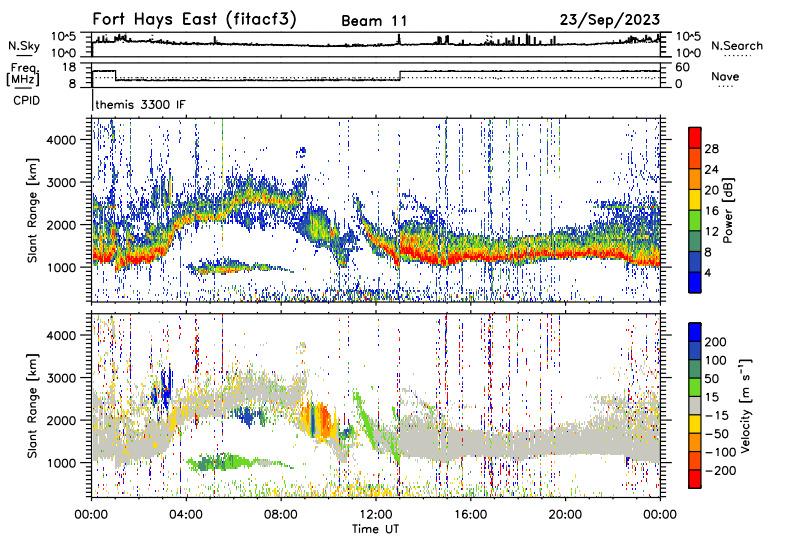 Fort Hays East (fitacf3) Beam 11 23/Sep/2023
N.Sky 10^5 10^0 10^5 10^0 N.Search
Freq. [MHz] 18 8 60 0 Nave
CPID themis 3300 IF
Slant Range [km] 4000 3000 2000 1000
Power [dB] 28 24 20 16 12 8 4
Slant Range [km] 4000 3000 2000 1000
Velocity [m s⁻¹] 200 100 50 15 −15 −50 −100 −200
00:00 04:00 08:00 12:00 16:00 20:00 00:00
Time UT